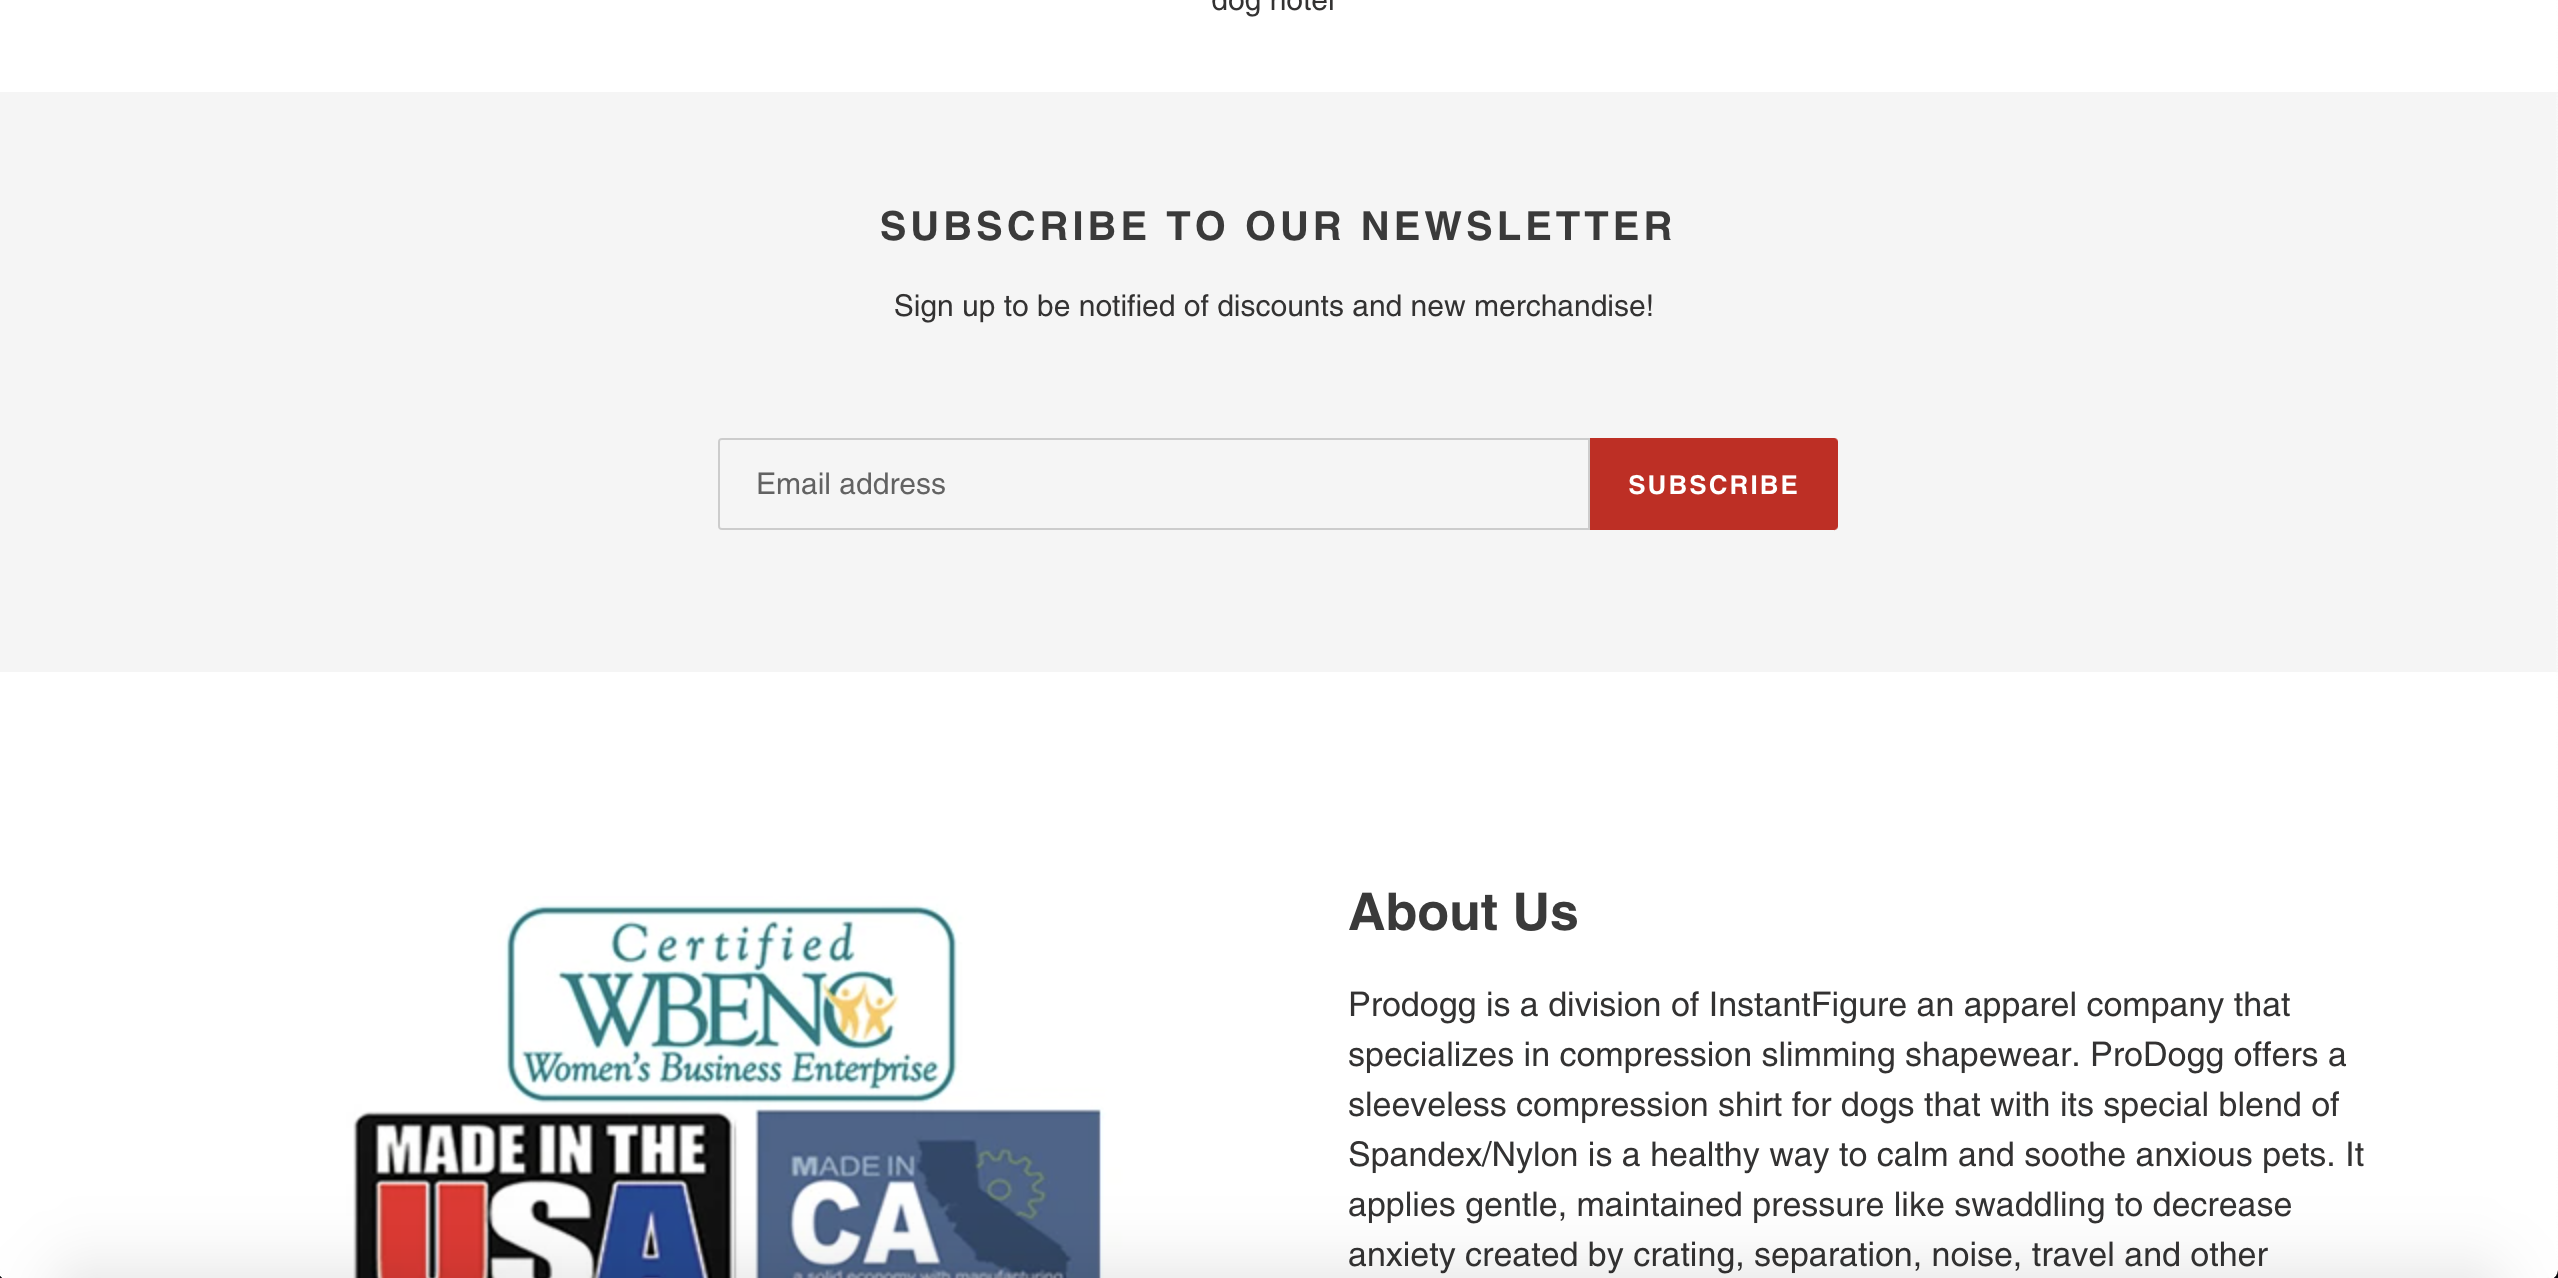 dog hotel
SUBSCRIBE TO OUR NEWSLETTER
Sign up to be notified of discounts and new merchandise!
Email address
SUBSCRIBE
Certified
WBENC
Women's Business Enterprise
MADE IN THE
USA
MADE IN
CA
a solid economy with manufacturing
About Us
Prodogg is a division of InstantFigure an apparel company that
specializes in compression slimming shapewear. ProDogg offers a
sleeveless compression shirt for dogs that with its special blend of
Spandex/Nylon is a healthy way to calm and soothe anxious pets. It
applies gentle, maintained pressure like swaddling to decrease
anxiety created by crating, separation, noise, travel and other